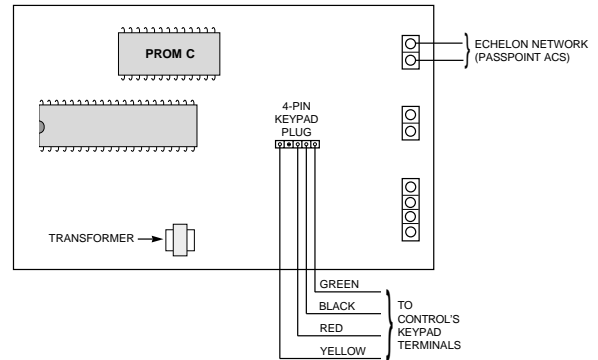 PROM C
ECHELON NETWORK
(PASSPOINT ACS)
4-PIN
KEYPAD
PLUG
TRANSFORMER
GREEN
BLACK
RED
YELLOW
TO
CONTROL'S
KEYPAD
TERMINALS